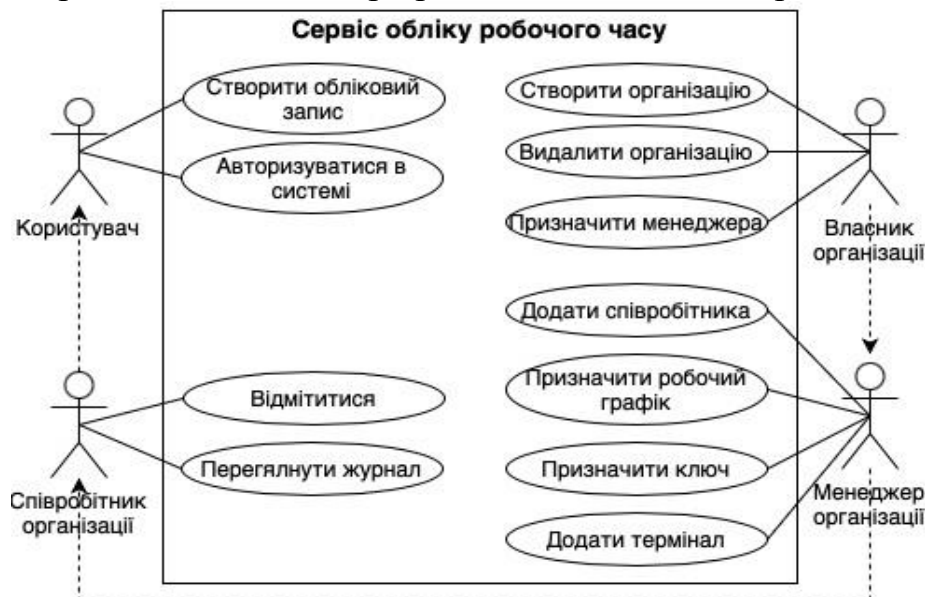 Сервіс обліку робочого часу
Створити обліковий
запис
Авторизуватися в
системі
Користувач
Створити організацію
Видалити організацію
Призначити менеджера
Власник
організації
Відмітитися
Перегялнути журнал
Співробітник
організації
Додати співробітника
Призначити робочий
графік
Призначити ключ
Додати термінал
Менеджер
організації